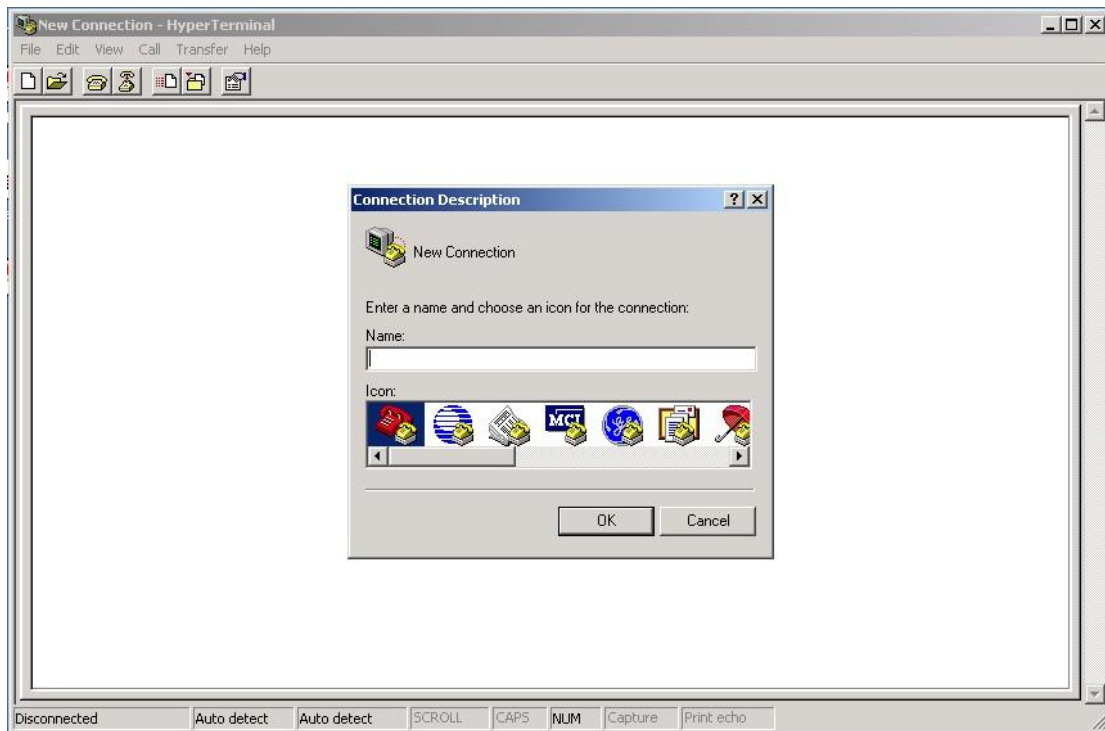 New Connection - HyperTerminal
File Edit View Call Transfer Help
Connection Description
New Connection
Enter a name and choose an icon for the connection:
Name:
Icon:
MCI
OK Cancel
Disconnected Auto detect Auto detect SCROLL CAPS NUM Capture Print echo